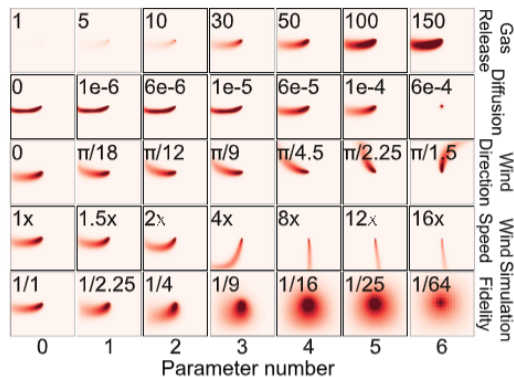 1 5 10 30 50 100 150
Gas Release
0 1e-6 6e-6 1e-5 6e-5 1e-4 6e-4
Diffusion
0 π/18 π/12 π/9 π/4.5 π/2.25 π/1.5
Wind Direction
1x 1.5x 2x 4x 8x 12x 16x
Wind Speed
1/1 1/2.25 1/4 1/9 1/16 1/25 1/64
Simulation Fidelity
0 1 2 3 4 5 6
Parameter number